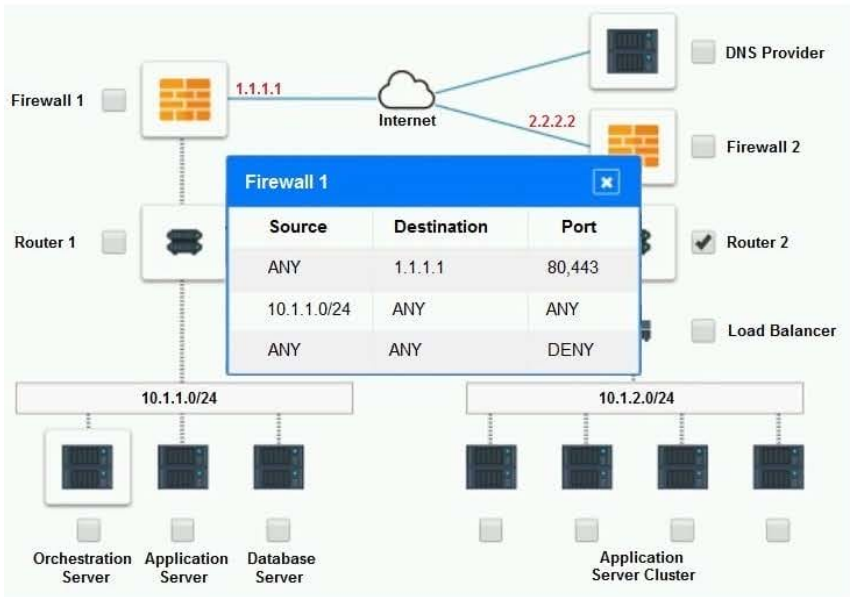 DNS Provider
Firewall 1
1.1.1.1
Internet
2.2.2.2
Firewall 2
Firewall 1
Source Destination Port
ANY 1.1.1.1 80,443
10.1.1.0/24 ANY ANY
ANY ANY DENY
Router 1
Router 2
Load Balancer
10.1.1.0/24
10.1.2.0/24
Orchestration
Server
Application
Server
Database
Server
Application
Server Cluster